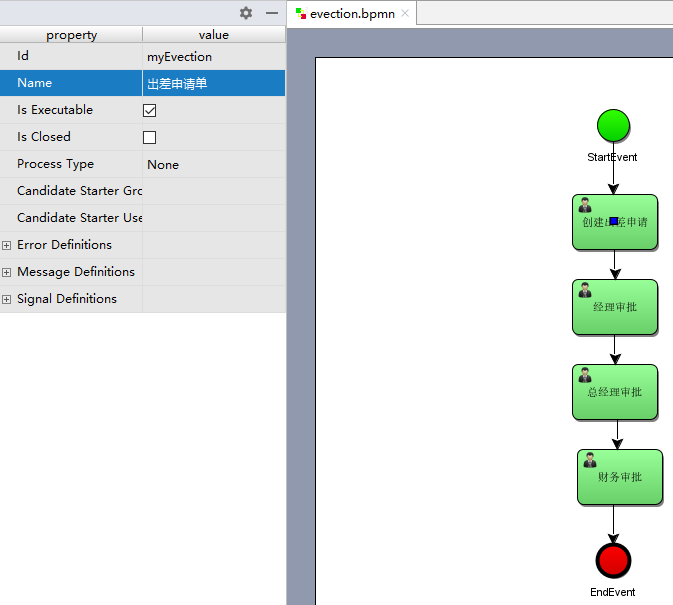 property value
Id myEvection
Name 出差申请单
Is Executable
Is Closed
Process Type None
Candidate Starter Gro
Candidate Starter Use
Error Definitions
Message Definitions
Signal Definitions
evection.bpmn
StartEvent
创建出差申请
经理审批
总经理审批
财务审批
EndEvent